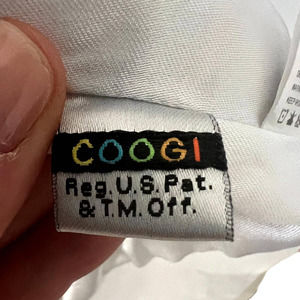 COOGI
Reg. U.S. Pat.
& T.M. Off.